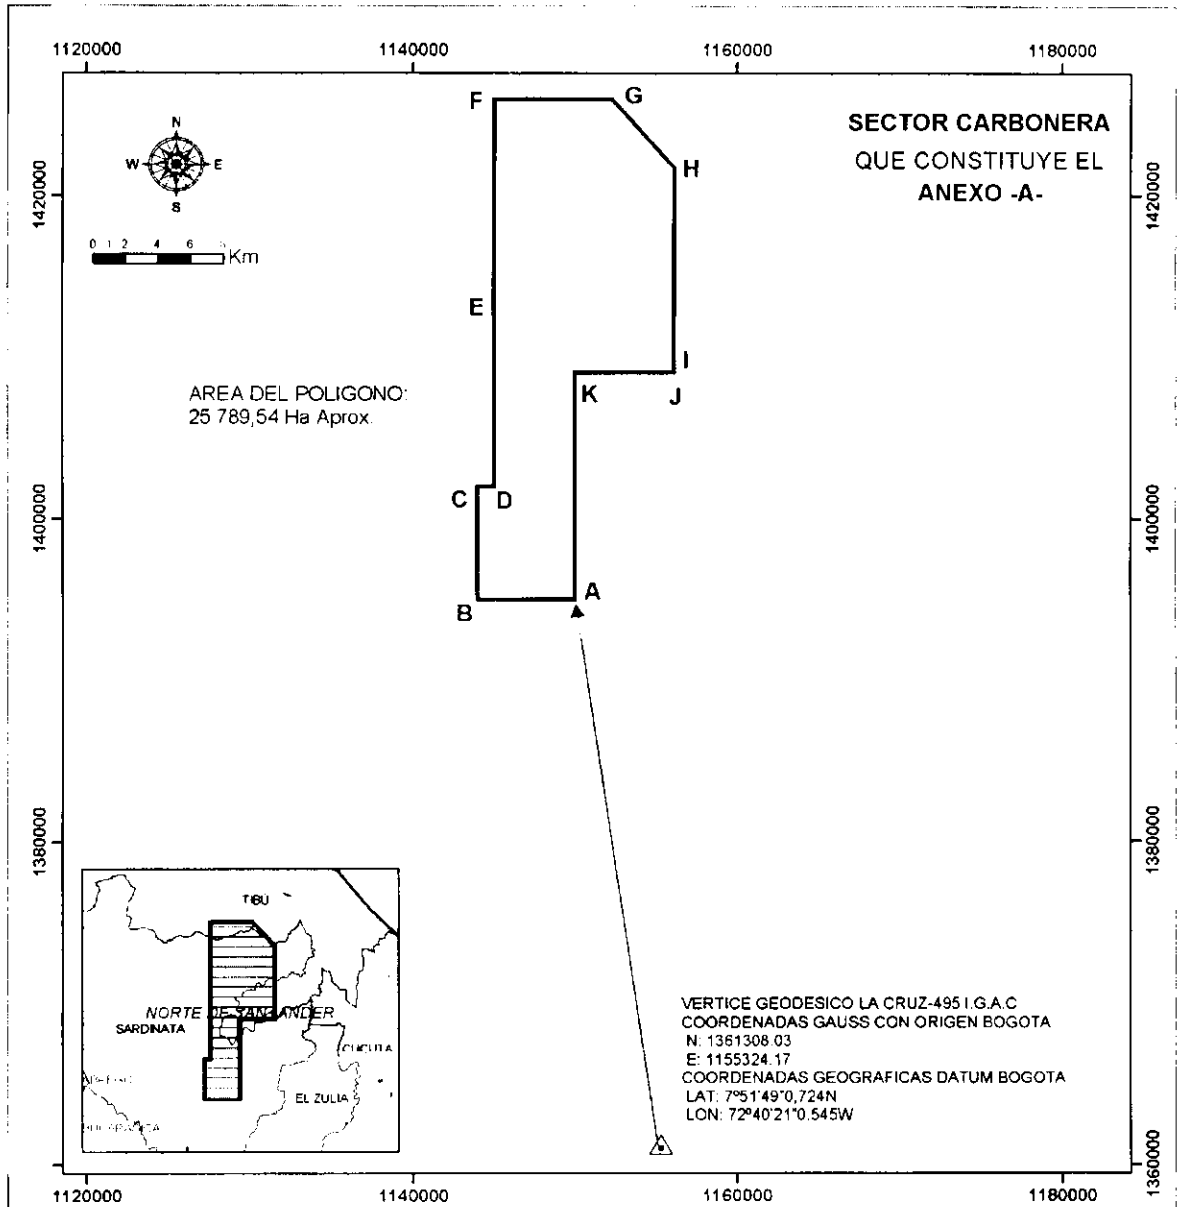 1120000 1140000 1160000 1180000
F
G
SECTOR CARBONERA
QUE CONSTITUYE EL
ANEXO -A-
N
W E
S
H
1420000
1420000
0 1 2 4 6
Km
E
AREA DEL POLIGONO:
25 789,54 Ha Aprox.
I
K
J
C
D
1400000
1400000
A
B
1380000
1380000
TIBÚ
NORTE DE SANTANDER
SARDINATA
CUCUTA
EL ZULIA
VERTICE GEODESICO LA CRUZ-495 I.G.A.C
COORDENADAS GAUSS CON ORIGEN BOGOTA
N: 1361308.03
E: 1155324.17
COORDENADAS GEOGRAFICAS DATUM BOGOTA
LAT: 7º51'49"0,724N
LON: 72º40'21"0.545W
1360000
1120000 1140000 1160000 1180000